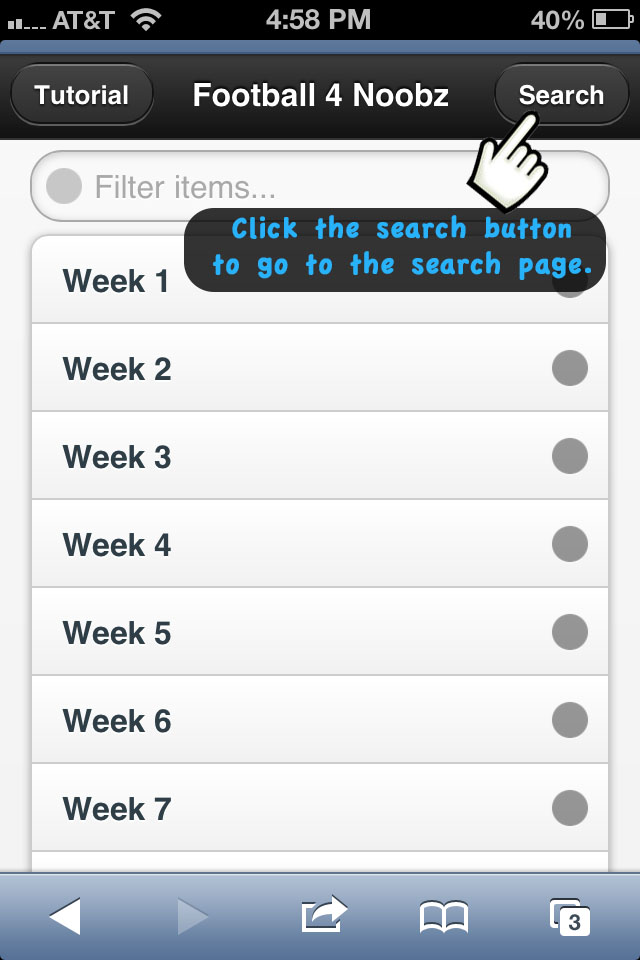 AT&T 4:58 PM 40%
Tutorial Football 4 Noobz Search
Filter items...
Click the search button
to go to the search page.
Week 1
Week 2
Week 3
Week 4
Week 5
Week 6
Week 7
3